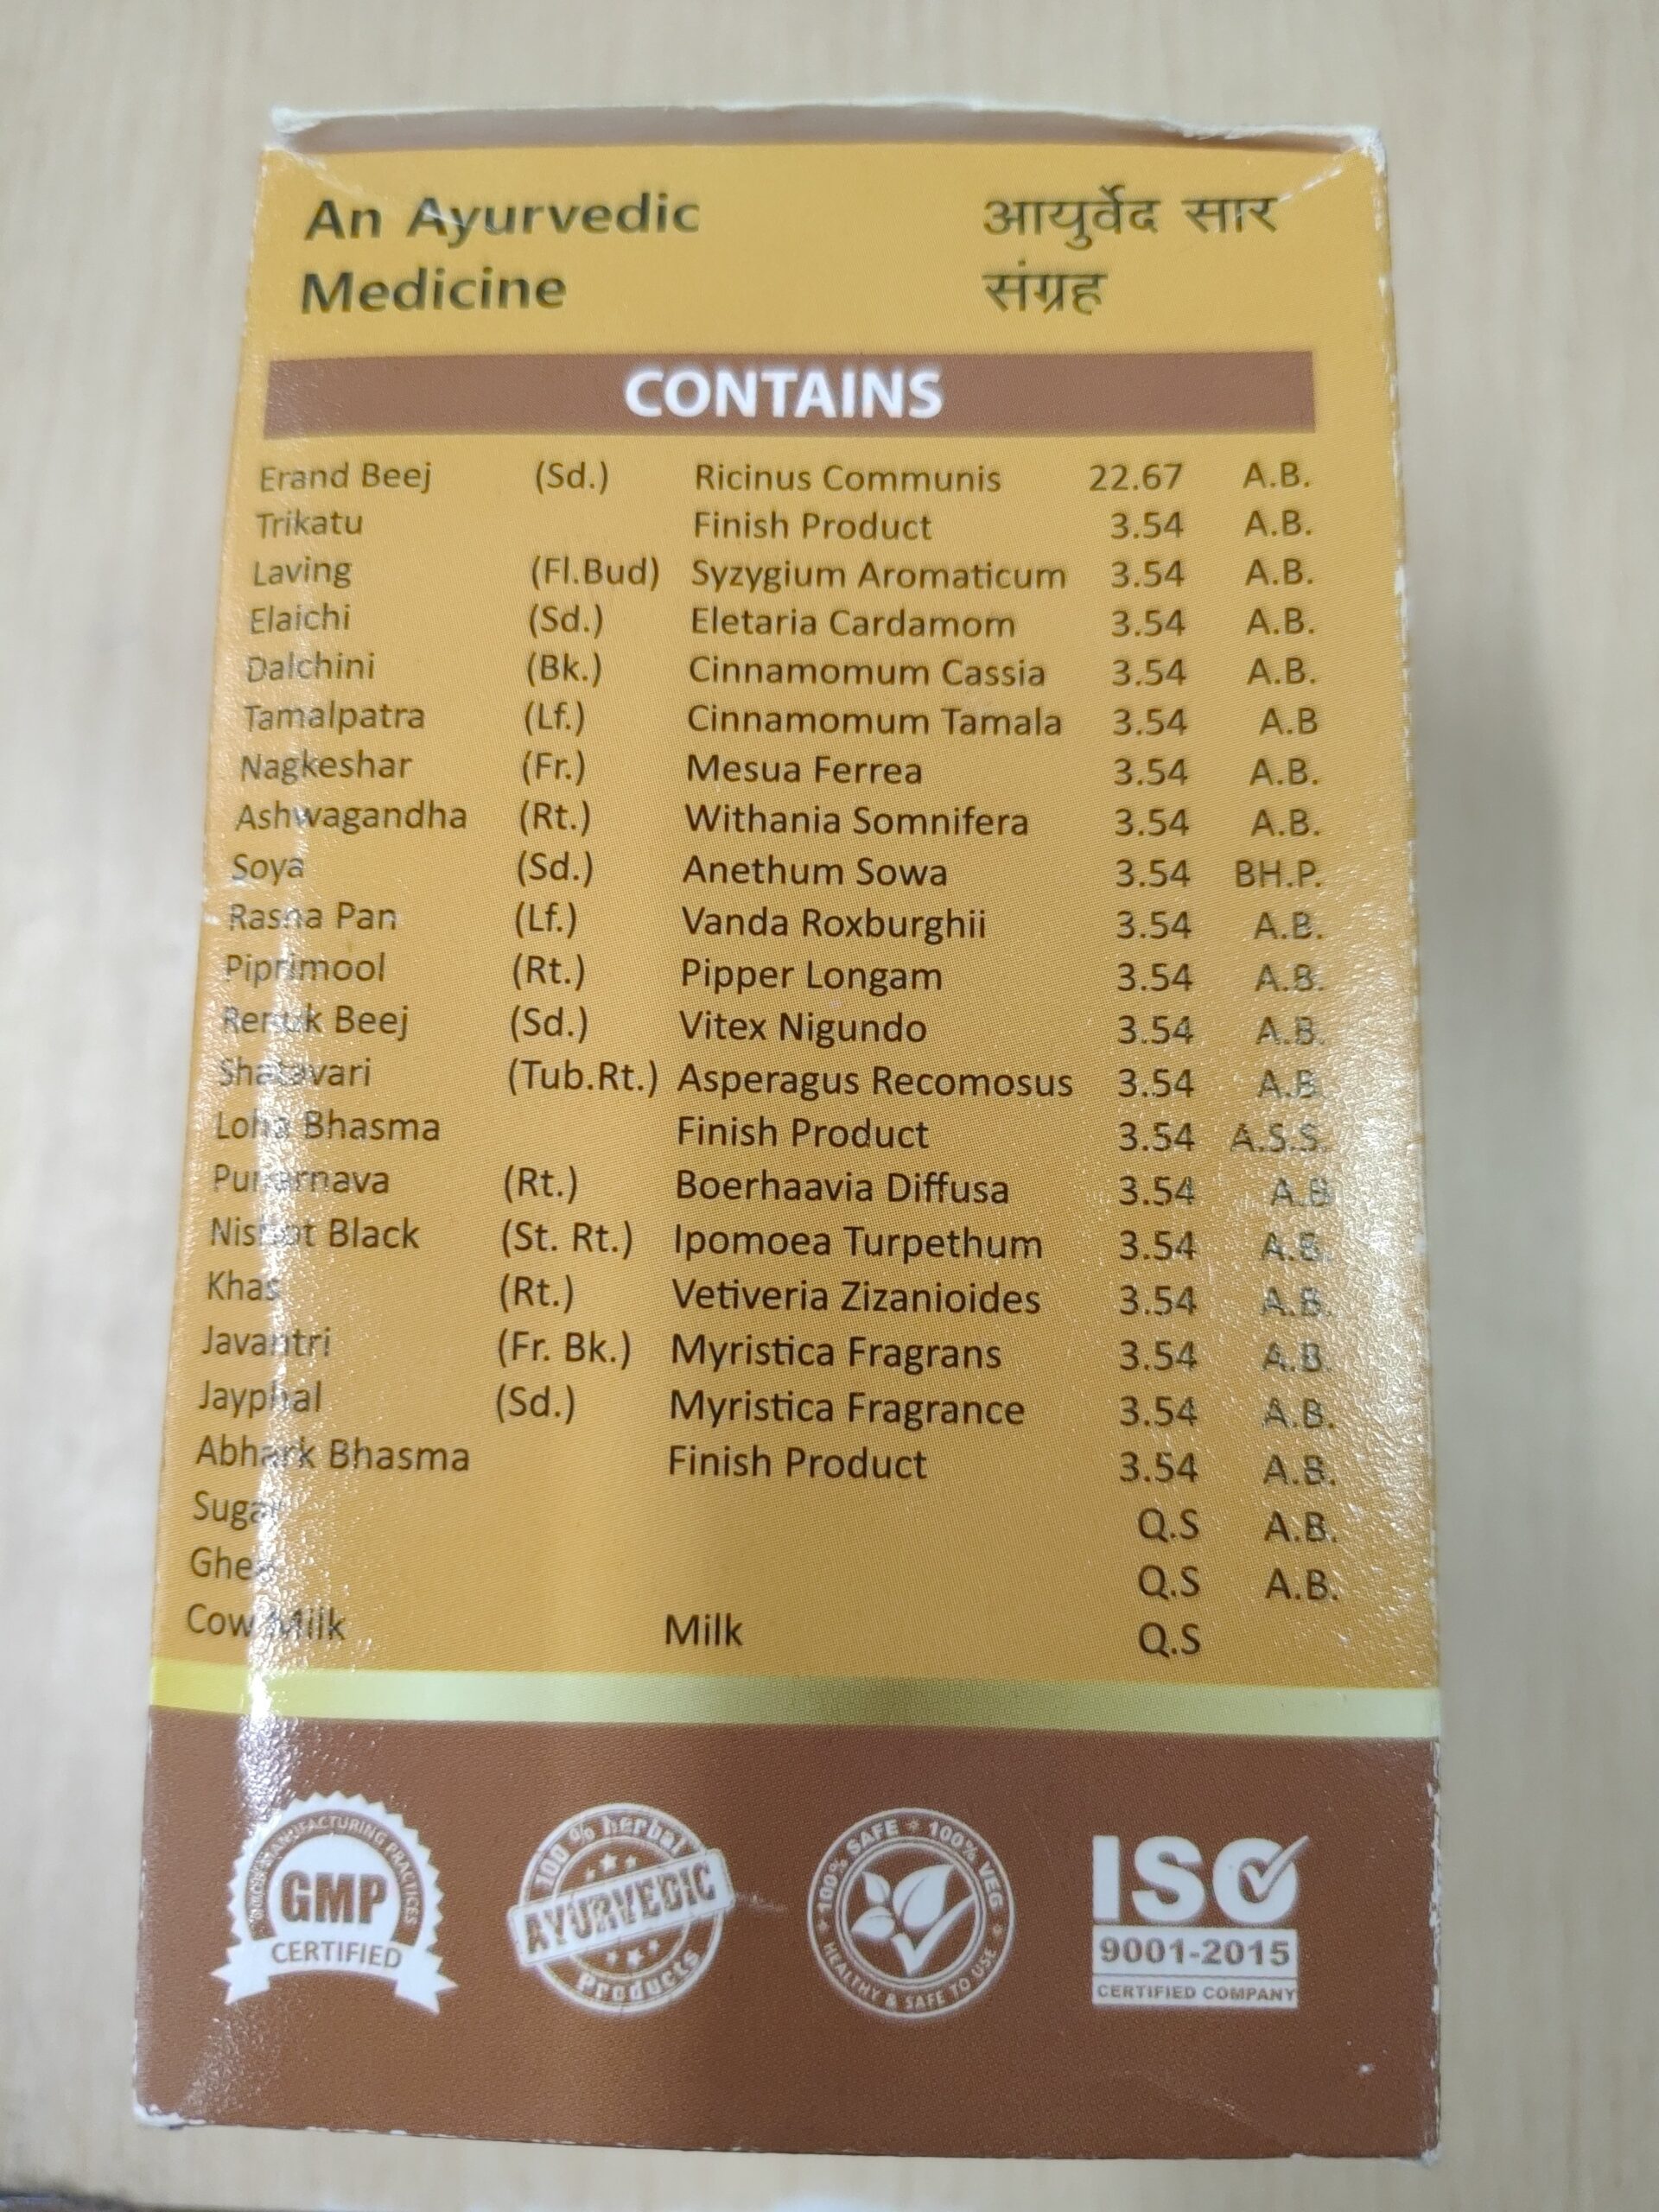 An Ayurvedic
Medicine
आयुर्वेद सार
संग्रह
CONTAINS
Erand Beej (Sd.) Ricinus Communis 22.67 A.B.
Trikatu Finish Product 3.54 A.B.
Laving (Fl.Bud) Syzygium Aromaticum 3.54 A.B.
Elaichi (Sd.) Eletaria Cardamom 3.54 A.B.
Dalchini (Bk.) Cinnamomum Cassia 3.54 A.B.
Tamalpatra (Lf.) Cinnamomum Tamala 3.54 A.B
Nagkeshar (Fr.) Mesua Ferrea 3.54 A.B.
Ashwagandha (Rt.) Withania Somnifera 3.54 A.B.
Soya (Sd.) Anethum Sowa 3.54 BH.P.
Rasna Pan (Lf.) Vanda Roxburghii 3.54 A.B.
Piprimool (Rt.) Pipper Longam 3.54 A.B.
Renuk Beej (Sd.) Vitex Nigundo 3.54 A.B.
Shatavari (Tub.Rt.) Asperagus Recomosus 3.54 A.B
Loha Bhasma Finish Product 3.54 A.S.S.
Punarnava (Rt.) Boerhaavia Diffusa 3.54 A.B
Nishot Black (St. Rt.) Ipomoea Turpethum 3.54 A.B.
Khas (Rt.) Vetiveria Zizanioides 3.54 A.B.
Javantri (Fr. Bk.) Myristica Fragrans 3.54 A.B.
Jayphal (Sd.) Myristica Fragrance 3.54 A.B.
Abhark Bhasma Finish Product 3.54 A.B.
Sugar Q.S A.B.
Ghee Q.S A.B.
Cow Milk Milk Q.S
MANUFACTURING PRACTICES
GMP
CERTIFIED
100% herbal
AYURVEDIC
Products
100% SAFE * 100% VEG
HEALTHY & SAFE TO USE
ISO
9001-2015
CERTIFIED COMPANY